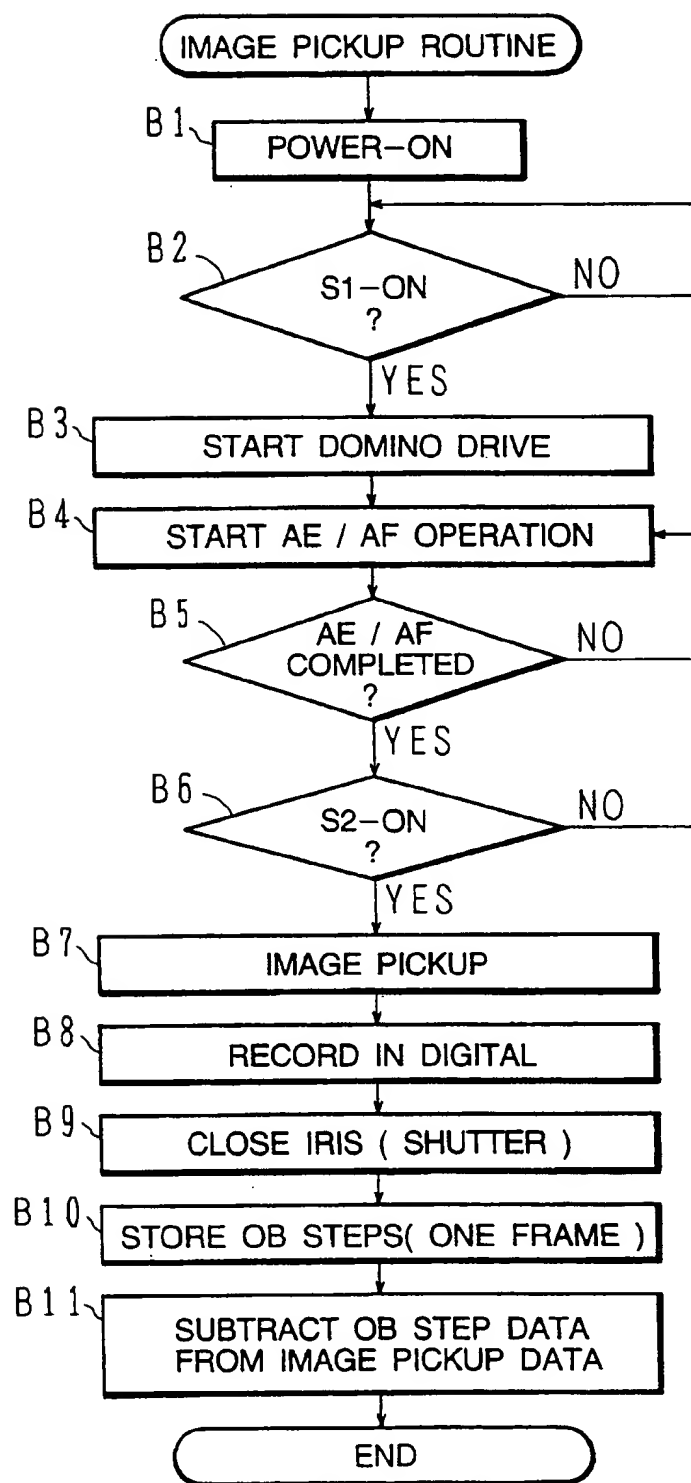 IMAGE PICKUP ROUTINE
B1
POWER-ON
B2
S1-ON
?
NO
YES
B3
START DOMINO DRIVE
B4
START AE / AF OPERATION
B5
AE / AF
COMPLETED
?
NO
YES
B6
S2-ON
?
NO
YES
B7
IMAGE PICKUP
B8
RECORD IN DIGITAL
B9
CLOSE IRIS ( SHUTTER )
B10
STORE OB STEPS( ONE FRAME )
B11
SUBTRACT OB STEP DATA
FROM IMAGE PICKUP DATA
END